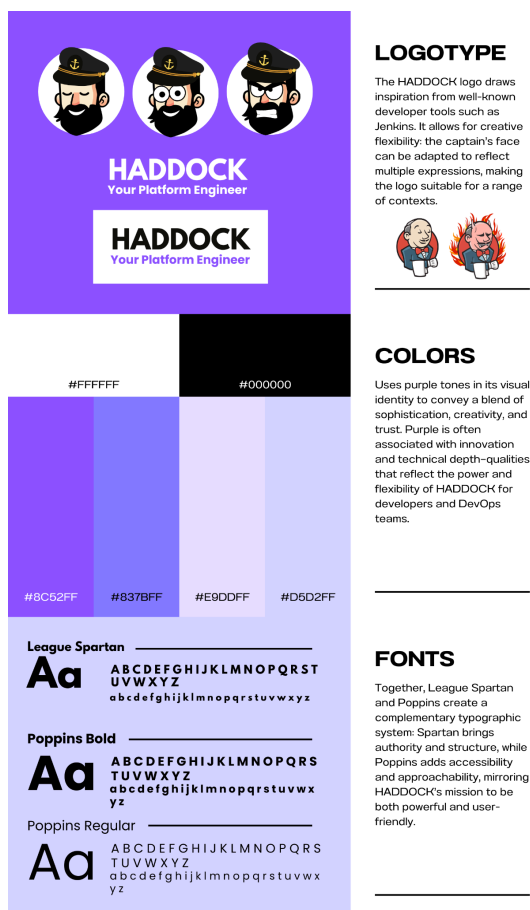 HADDOCK
Your Platform Engineer
HADDOCK
Your Platform Engineer
LOGOTYPE
The HADDOCK logo draws
inspiration from well-known
developer tools such as
Jenkins. It allows for creative
flexibility: the captain's face
can be adapted to reflect
multiple expressions, making
the logo suitable for a range
of contexts.
#FFFFFF
#000000
#8C52FF
#837BFF
#E9DDFF
#D5D2FF
COLORS
Uses purple tones in its visual
identity to convey a blend of
sophistication, creativity, and
trust. Purple is often
associated with innovation
and technical depth–qualities
that reflect the power and
flexibility of HADDOCK for
developers and DevOps
teams.
League Spartan
Aa
ABCDEFGHIJKLMNOPQRST
UVWXYZ
abcdefghijklmnopqrstuvwxyz
Poppins Bold
Aa
ABCDEFGHIJKLMNOPQRS
TUVWXYZ
abcdefghijklmnopqrstuvwx
yz
Poppins Regular
Aa
ABCDEFGHIJKLMNOPQRS
TUVWXYZ
abcdefghijklmnopqrstuvwx
yz
FONTS
Together, League Spartan
and Poppins create a
complementary typographic
system: Spartan brings
authority and structure, while
Poppins adds accessibility
and approachability, mirroring
HADDOCK's mission to be
both powerful and user-
friendly.